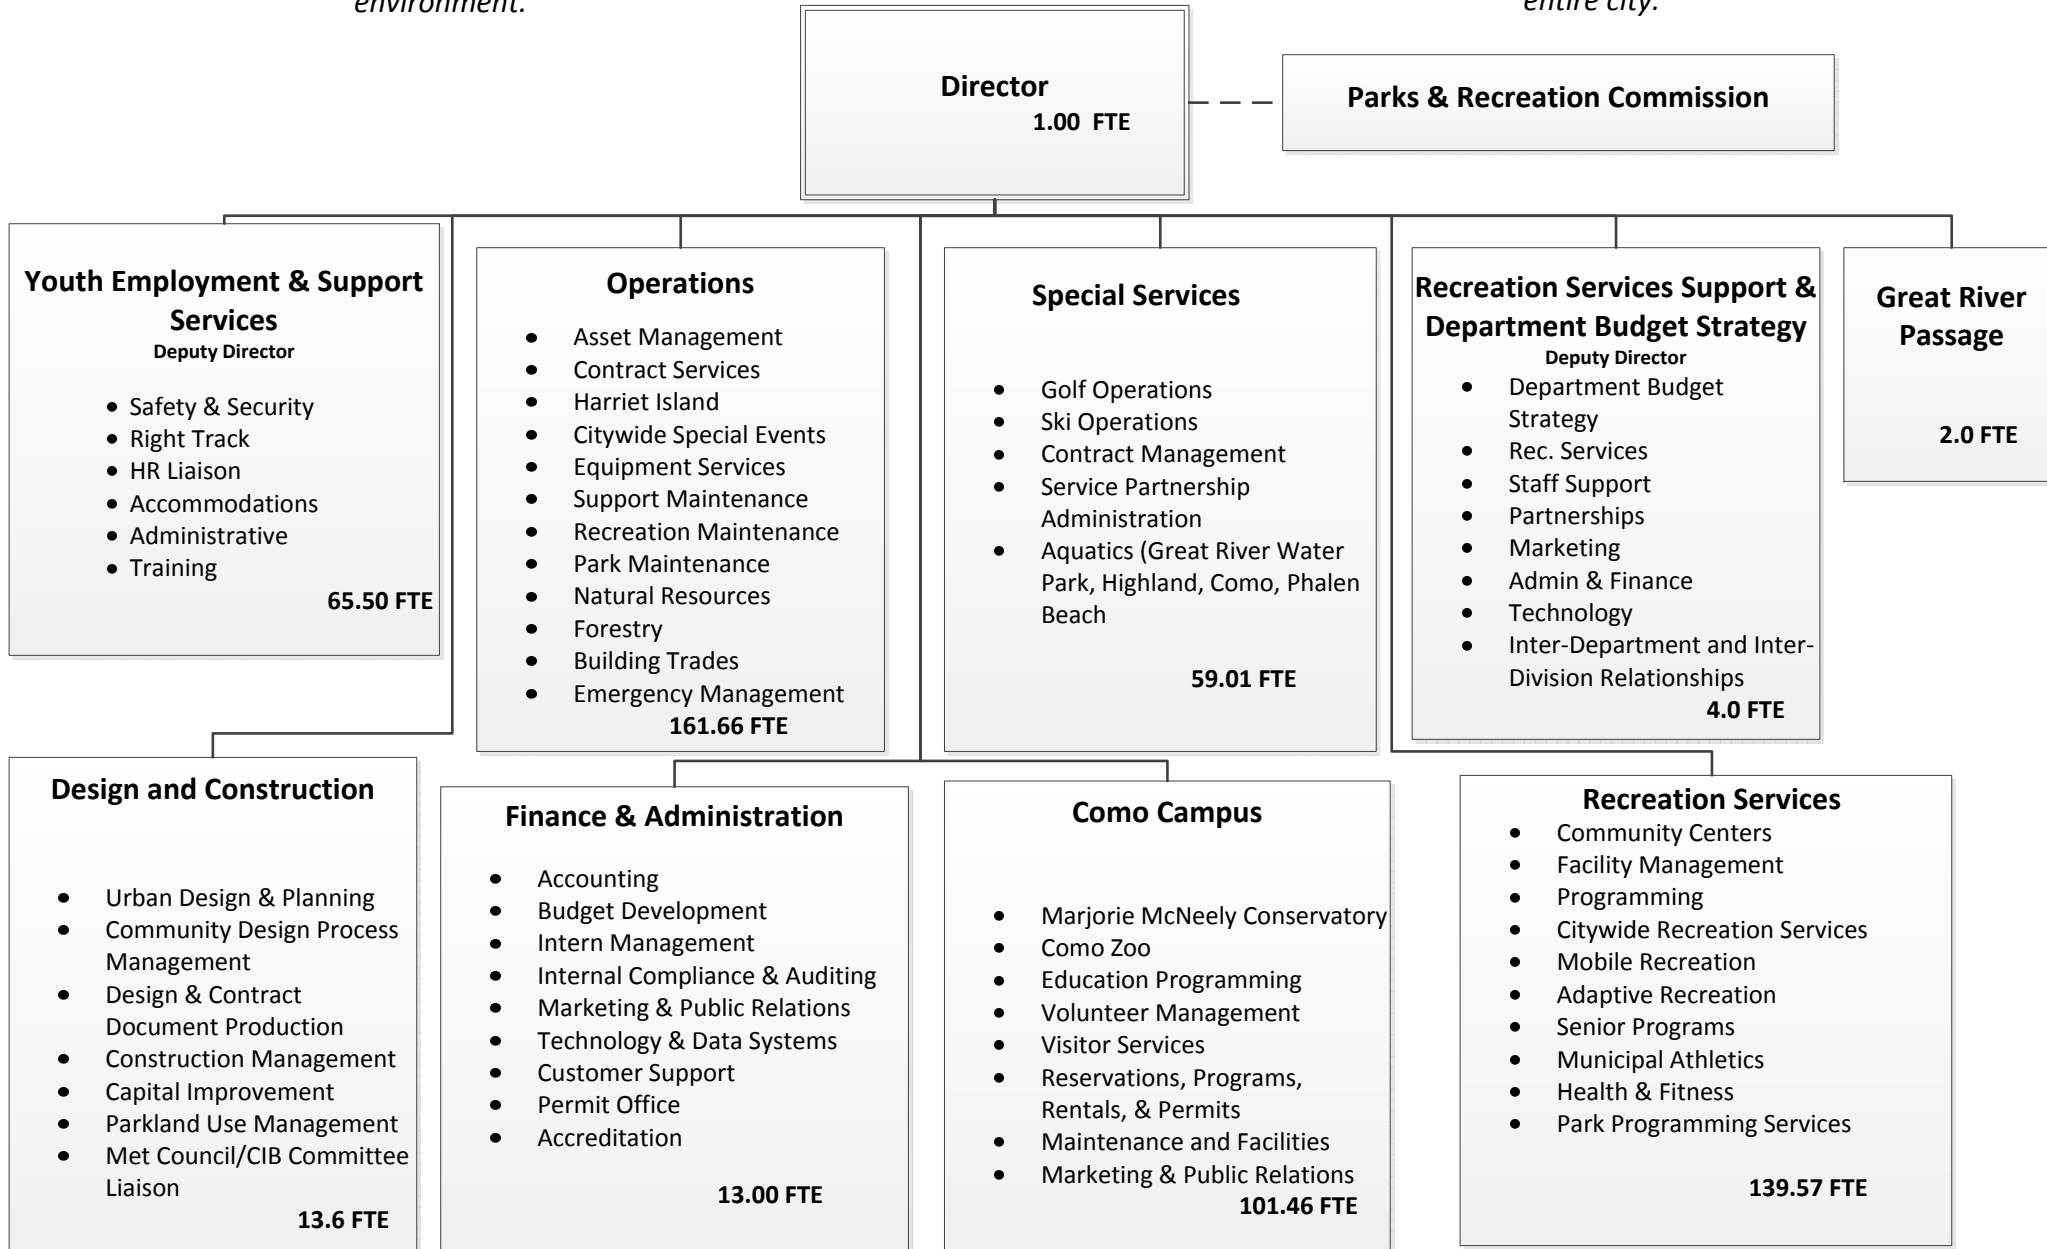 environment.
entire city.
Director
1.00 FTE
Parks & Recreation Commission
Youth Employment & Support
Services
Deputy Director
• Safety & Security
• Right Track
• HR Liaison
• Accommodations
• Administrative
• Training
65.50 FTE
Operations
• Asset Management
• Contract Services
• Harriet Island
• Citywide Special Events
• Equipment Services
• Support Maintenance
• Recreation Maintenance
• Park Maintenance
• Natural Resources
• Forestry
• Building Trades
• Emergency Management
161.66 FTE
Special Services
• Golf Operations
• Ski Operations
• Contract Management
• Service Partnership
Administration
• Aquatics (Great River Water
Park, Highland, Como, Phalen
Beach
59.01 FTE
Recreation Services Support &
Department Budget Strategy
Deputy Director
• Department Budget
Strategy
• Rec. Services
• Staff Support
• Partnerships
• Marketing
• Admin & Finance
• Technology
• Inter-Department and Inter-
Division Relationships
4.0 FTE
Great River
Passage
2.0 FTE
Design and Construction
• Urban Design & Planning
• Community Design Process
Management
• Design & Contract
Document Production
• Construction Management
• Capital Improvement
• Parkland Use Management
• Met Council/CIB Committee
Liaison
13.6 FTE
Finance & Administration
• Accounting
• Budget Development
• Intern Management
• Internal Compliance & Auditing
• Marketing & Public Relations
• Technology & Data Systems
• Customer Support
• Permit Office
• Accreditation
13.00 FTE
Como Campus
• Marjorie McNeely Conservatory
• Como Zoo
• Education Programming
• Volunteer Management
• Visitor Services
• Reservations, Programs,
Rentals, & Permits
• Maintenance and Facilities
• Marketing & Public Relations
101.46 FTE
Recreation Services
• Community Centers
• Facility Management
• Programming
• Citywide Recreation Services
• Mobile Recreation
• Adaptive Recreation
• Senior Programs
• Municipal Athletics
• Health & Fitness
• Park Programming Services
139.57 FTE